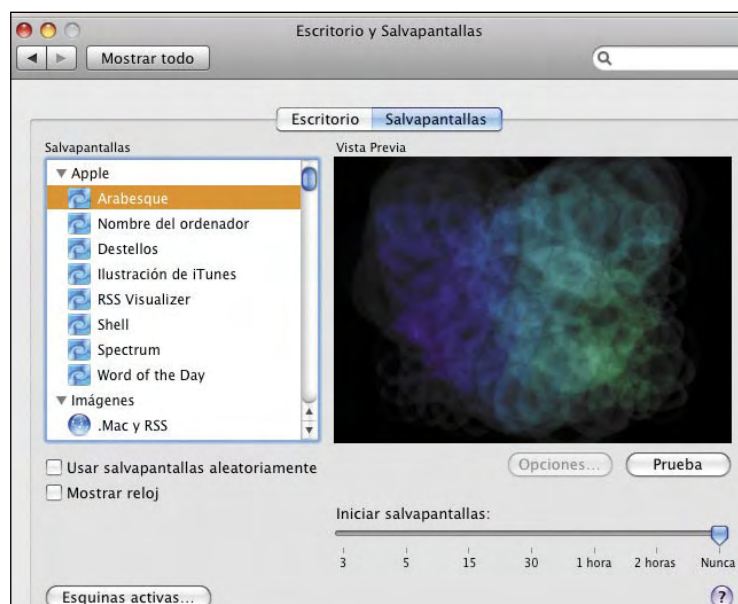 Escritorio y Salvapantallas
Mostrar todo
Escritorio Salvapantallas
Salvapantallas
Vista Previa
Apple
Arabesque
Nombre del ordenador
Destellos
Ilustración de iTunes
RSS Visualizer
Shell
Spectrum
Word of the Day
Imágenes
.Mac y RSS
Usar salvapantallas aleatoriamente
Mostrar reloj
Opciones... Prueba
Iniciar salvapantallas:
3 5 15 30 1 hora 2 horas Nunca
Esquinas activas... ?